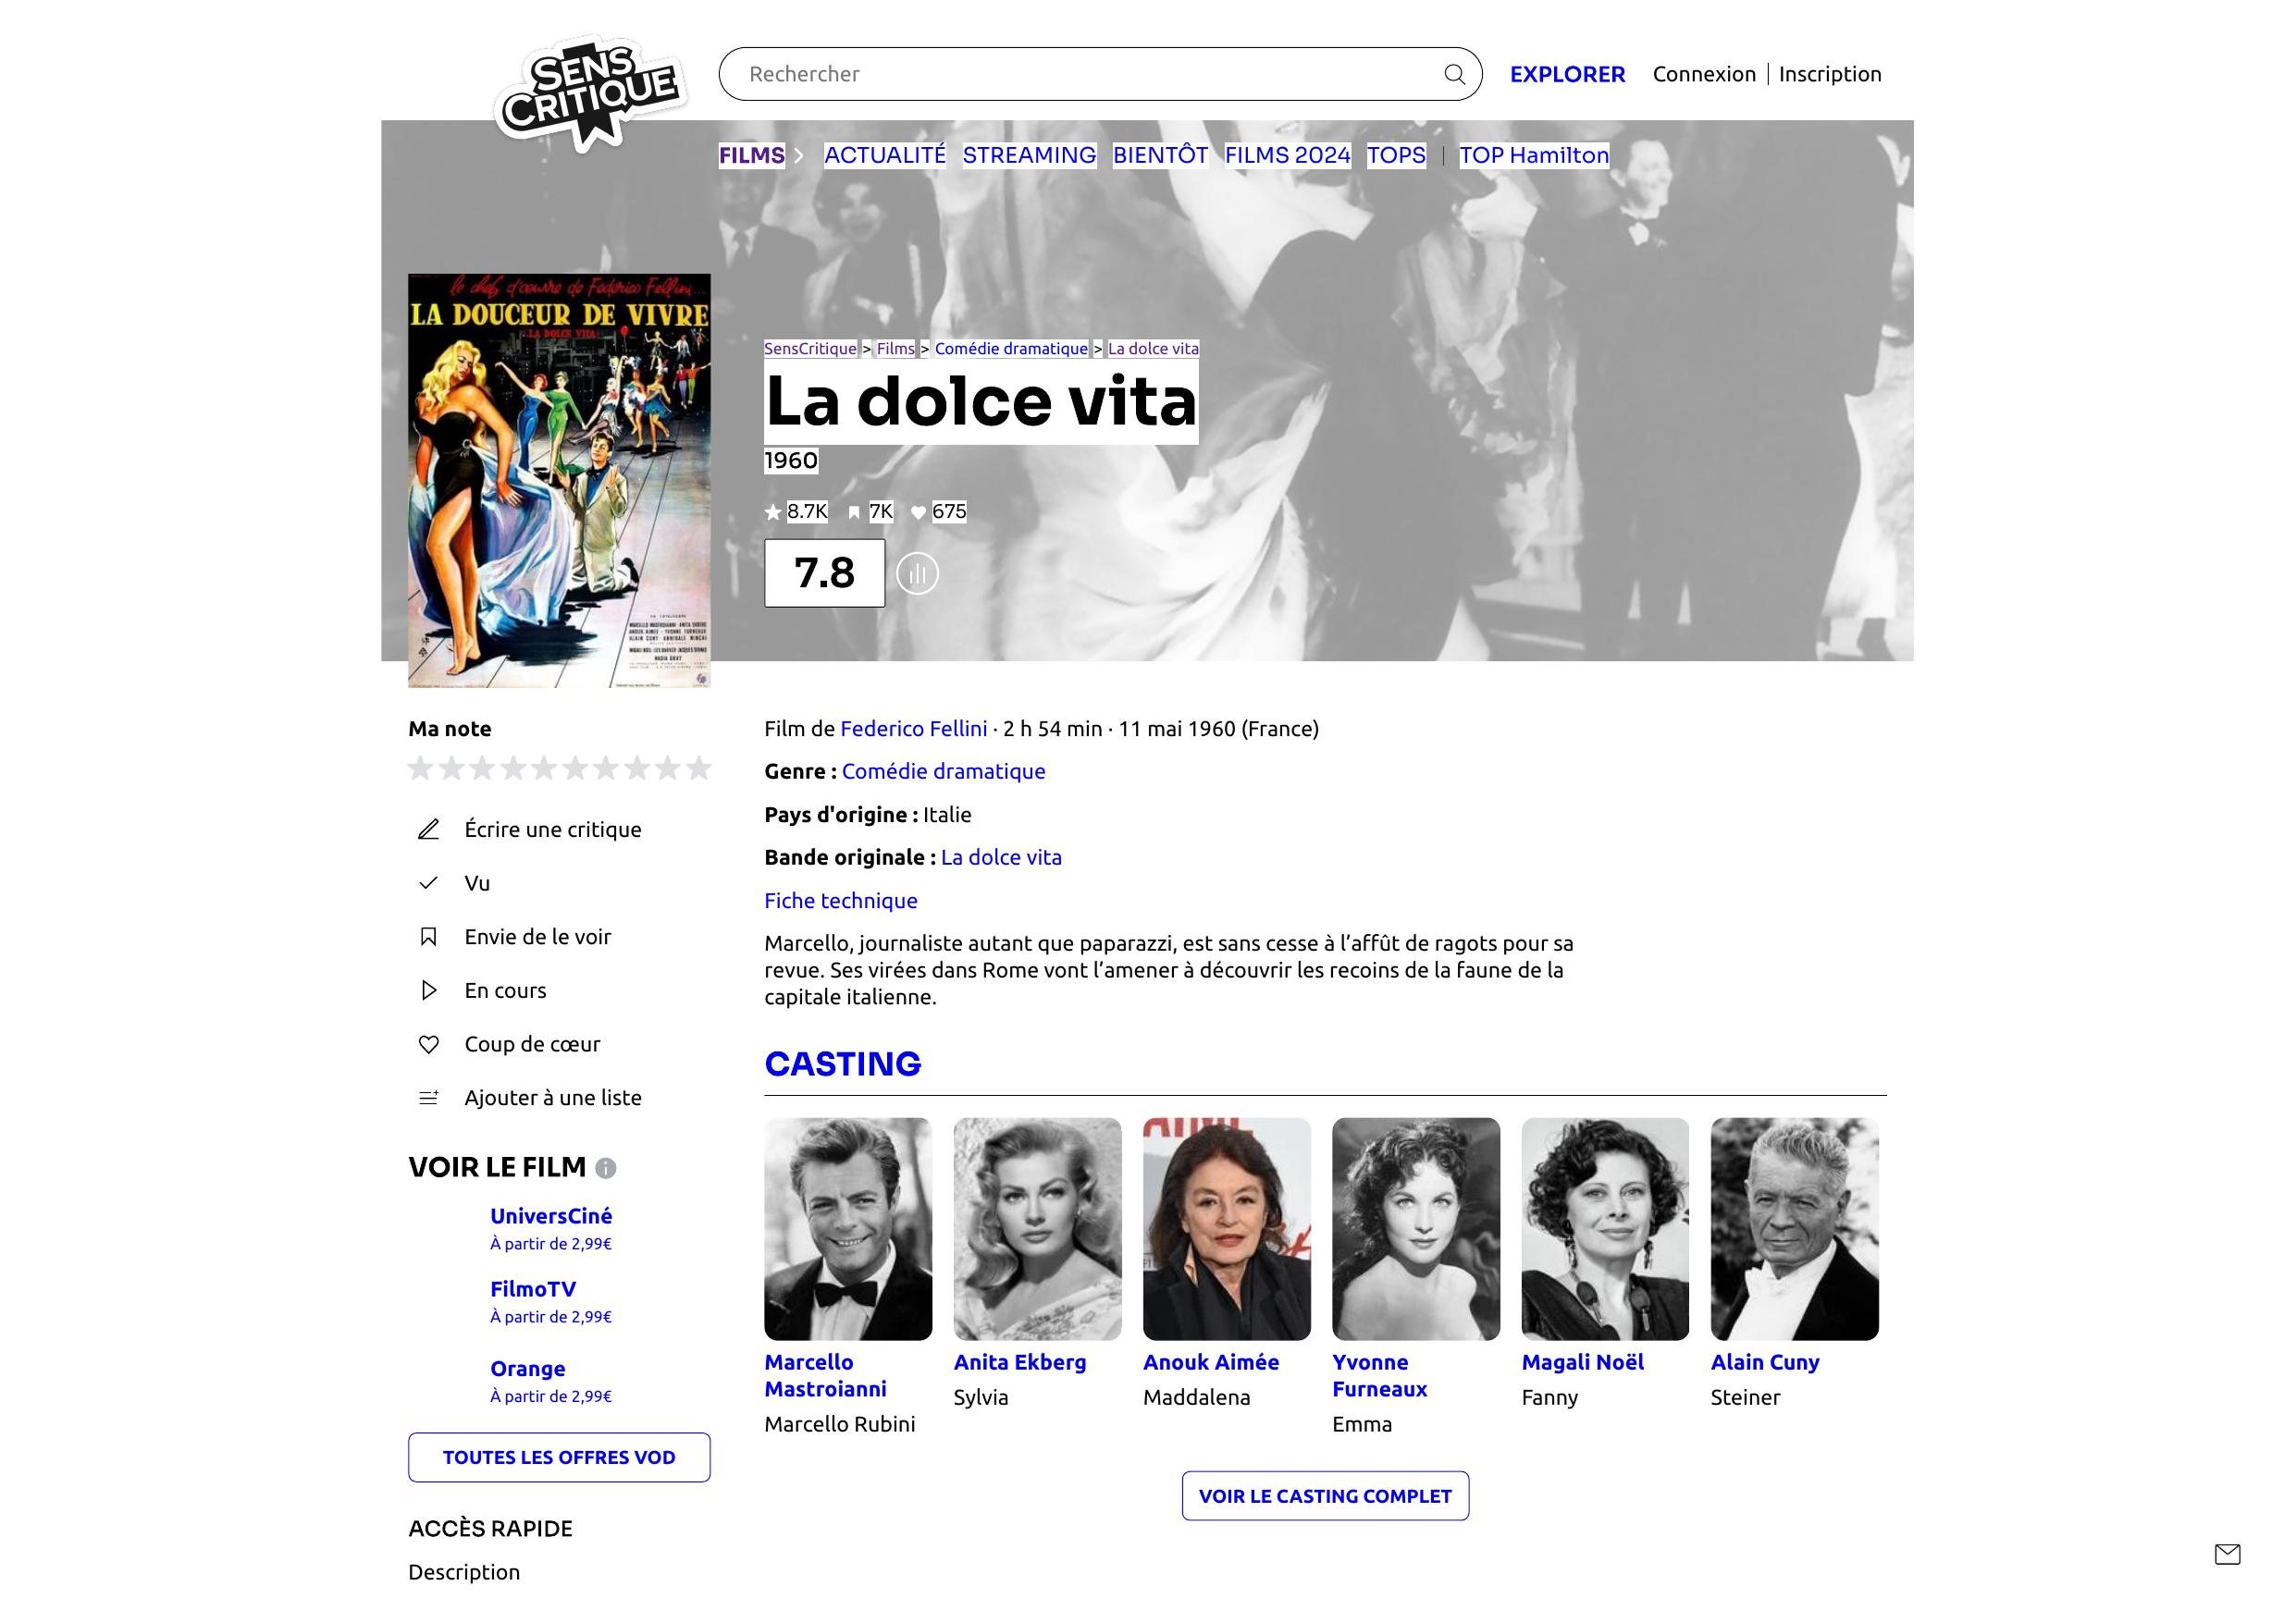 SENS
CRITIQUE
Rechercher
EXPLORER
Connexion | Inscription
FILMS
ACTUALITÉ
STREAMING
BIENTÔT
FILMS 2024
TOPS
TOP Hamilton
le chef d'œuvre de Federico Fellini...
LA DOUCEUR DE VIVRE
LA DOLCE VITA
SensCritique > Films > Comédie dramatique > La dolce vita
La dolce vita
1960
8.7K 7K 675
7.8
Ma note
Écrire une critique
Vu
Envie de le voir
En cours
Coup de cœur
Ajouter à une liste
VOIR LE FILM
UniversCiné
À partir de 2,99€
FilmoTV
À partir de 2,99€
Orange
À partir de 2,99€
TOUTES LES OFFRES VOD
ACCÈS RAPIDE
Description
Film de Federico Fellini · 2 h 54 min · 11 mai 1960 (France)
Genre : Comédie dramatique
Pays d'origine : Italie
Bande originale : La dolce vita
Fiche technique
Marcello, journaliste autant que paparazzi, est sans cesse à l’affût de ragots pour sa
revue. Ses virées dans Rome vont l’amener à découvrir les recoins de la faune de la
capitale italienne.
CASTING
Marcello
Mastroianni
Marcello Rubini
Anita Ekberg
Sylvia
Anouk Aimée
Maddalena
Yvonne
Furneaux
Emma
Magali Noël
Fanny
Alain Cuny
Steiner
VOIR LE CASTING COMPLET